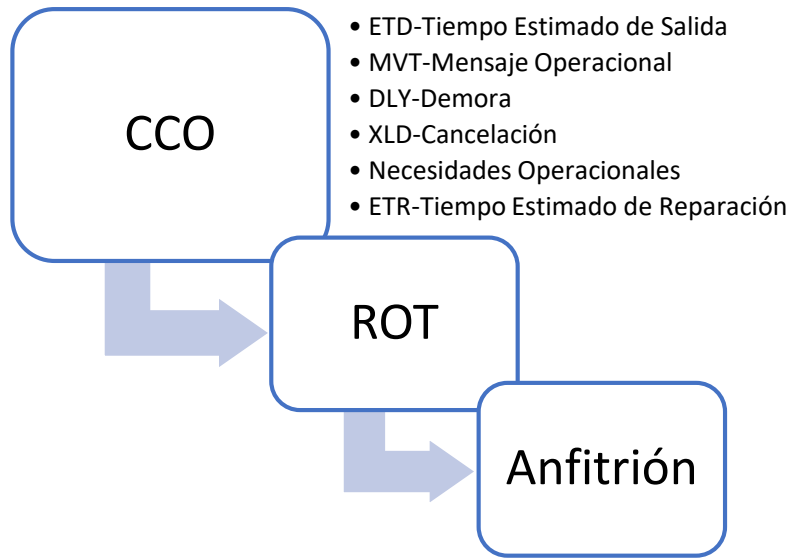 CCO
• ETD-Tiempo Estimado de Salida
• MVT-Mensaje Operacional
• DLY-Demora
• XLD-Cancelación
• Necesidades Operacionales
• ETR-Tiempo Estimado de Reparación
ROT
Anfitrión